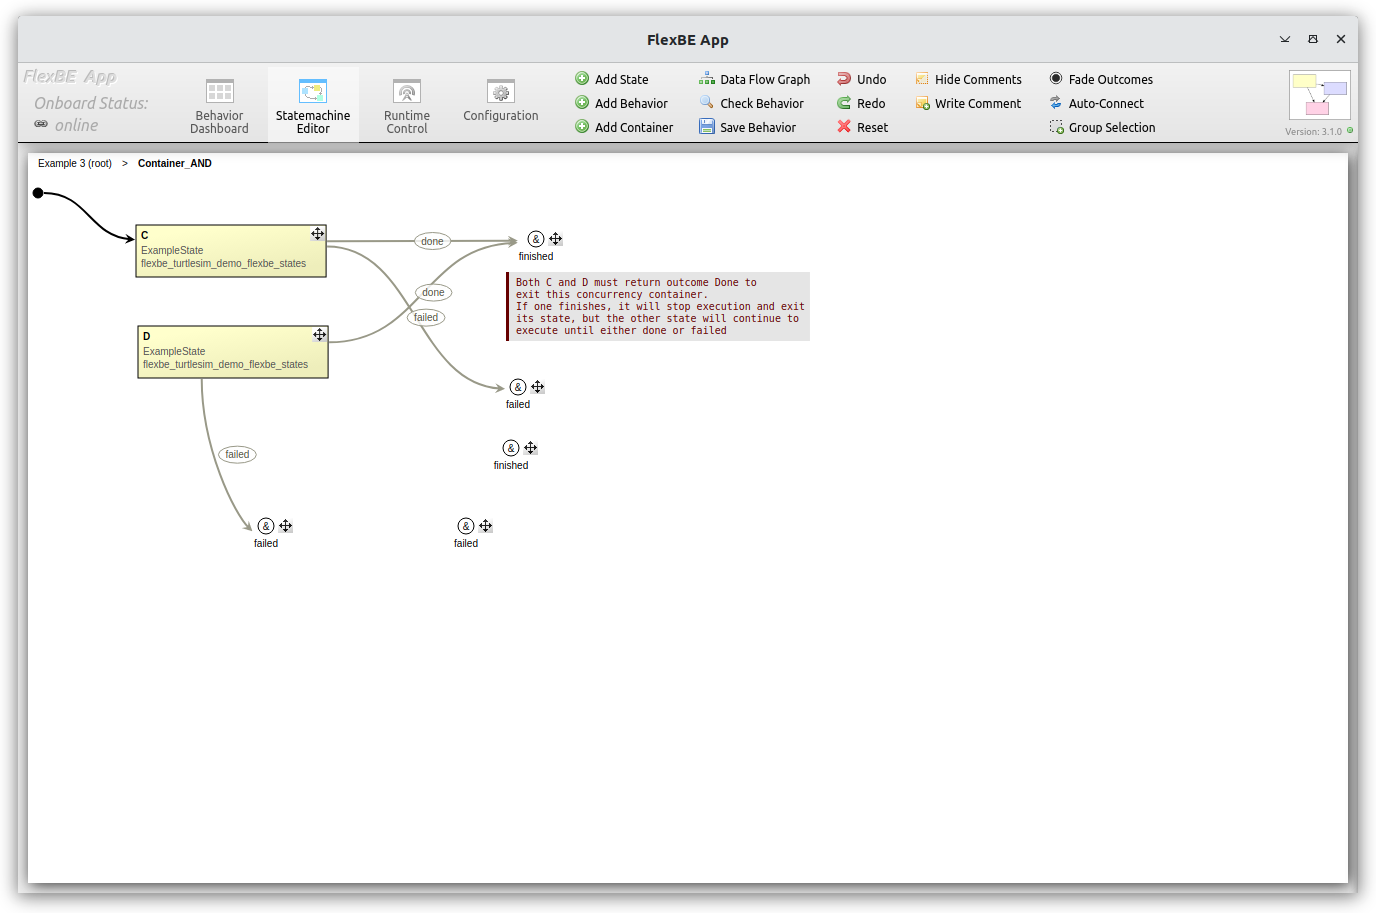 FlexBE App
FlexBE App
Onboard Status:
online
Behavior
Dashboard
Statemachine
Editor
Runtime
Control
Configuration
Add State
Add Behavior
Add Container
Data Flow Graph
Check Behavior
Save Behavior
Undo
Redo
Reset
Hide Comments
Write Comment
Fade Outcomes
Auto-Connect
Group Selection
Version: 3.1.0
Example 3 (root) > Container_AND
C
ExampleState
flexbe_turtlesim_demo_flexbe_states
done
&
finished
Both C and D must return outcome Done to
exit this concurrency container.
If one finishes, it will stop execution and exit
its state, but the other state will continue to
execute until either done or failed
done
failed
D
ExampleState
flexbe_turtlesim_demo_flexbe_states
&
failed
&
finished
failed
&
failed
&
failed